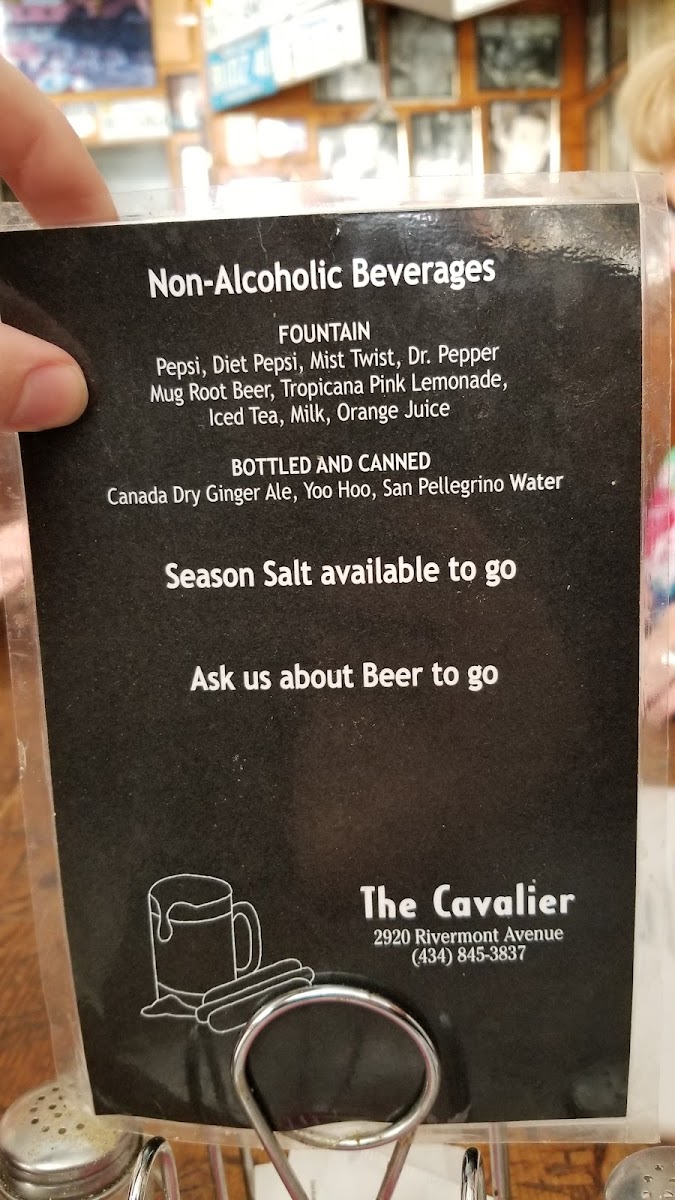 Non-Alcoholic Beverages
FOUNTAIN
Pepsi, Diet Pepsi, Mist Twist, Dr. Pepper
Mug Root Beer, Tropicana Pink Lemonade,
Iced Tea, Milk, Orange Juice
BOTTLED AND CANNED
Canada Dry Ginger Ale, Yoo Hoo, San Pellegrino Water
Season Salt available to go
Ask us about Beer to go
The Cavalier
2920 Rivermont Avenue
(434) 845-3837